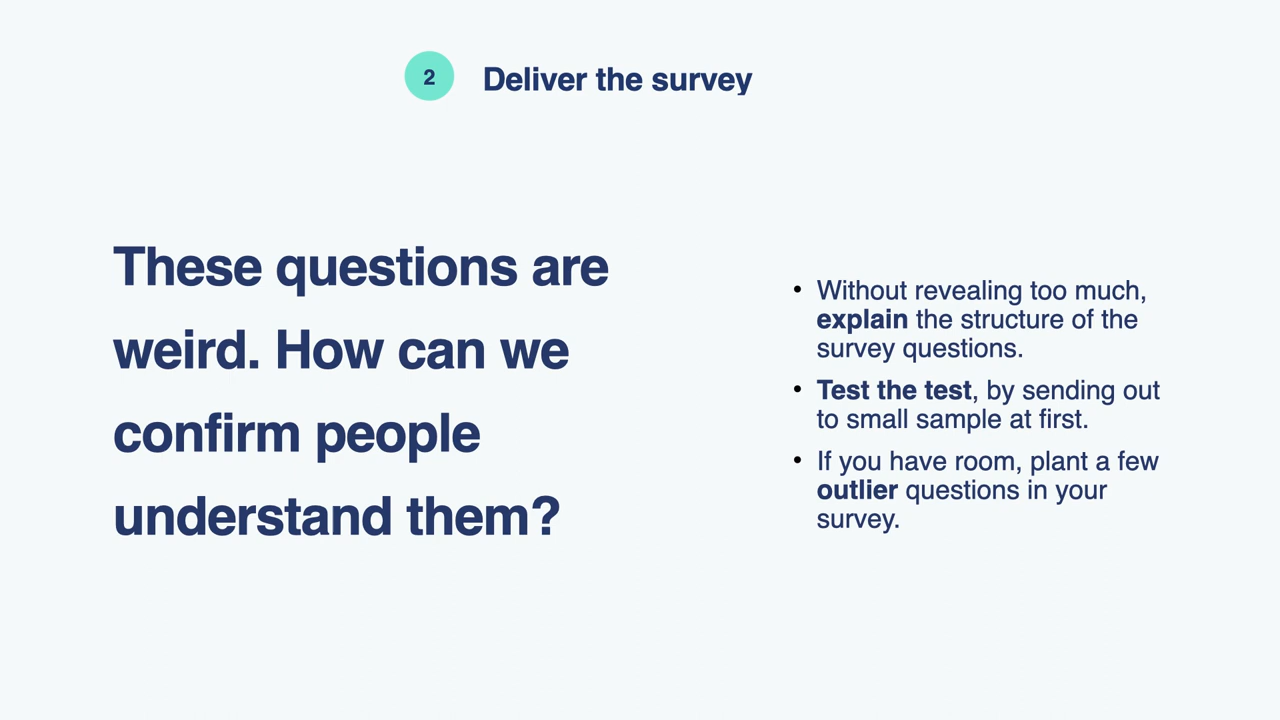 2
Deliver the survey
These questions are
weird. How can we
confirm people
understand them?
• Without revealing too much,
explain the structure of the
survey questions.
• Test the test, by sending out
to small sample at first.
• If you have room, plant a few
outlier questions in your
survey.